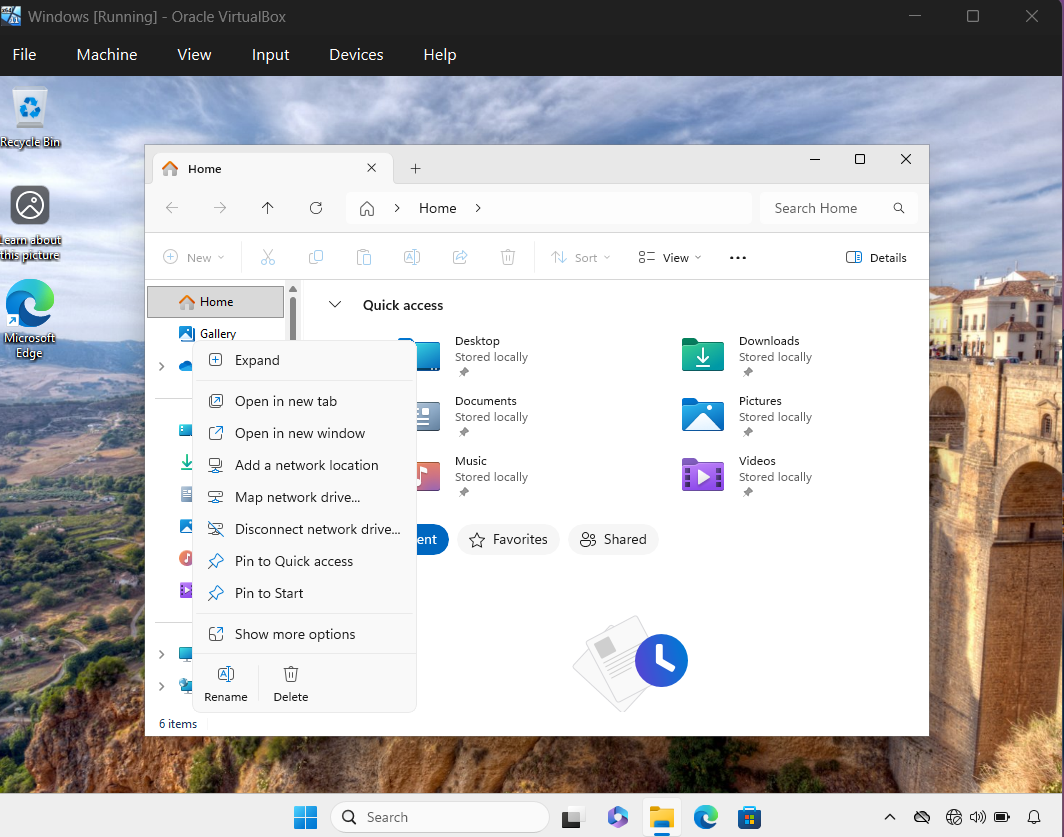 Windows [Running] - Oracle VirtualBox
File Machine View Input Devices Help
Recycle Bin
Learn about
this picture
Microsoft
Edge
Home
Home
Search Home
New
Sort
View
Details
Home
Gallery
Expand
Open in new tab
Open in new window
Add a network location
Map network drive...
Disconnect network drive...
Pin to Quick access
Pin to Start
Show more options
Rename
Delete
6 items
Quick access
Desktop
Stored locally
Downloads
Stored locally
Documents
Stored locally
Pictures
Stored locally
Music
Stored locally
Videos
Stored locally
Favorites
Shared
Search